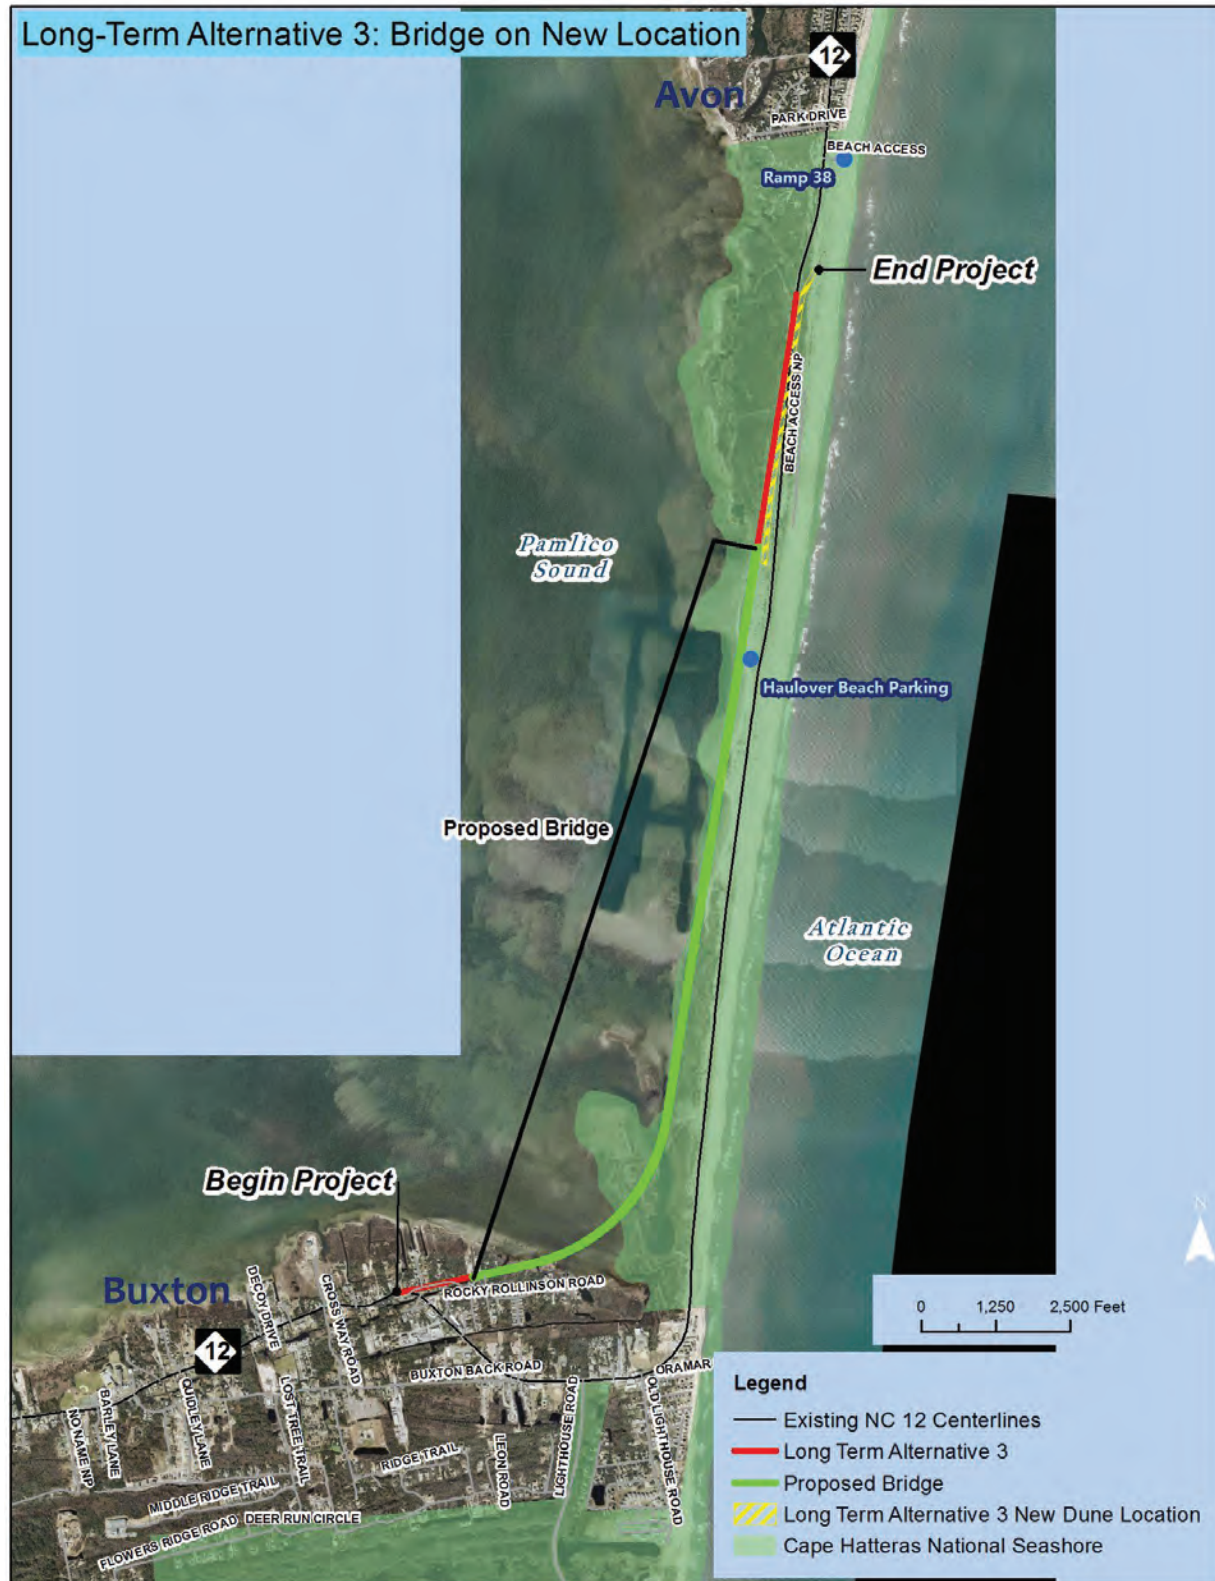 Long-Term Alternative 3: Bridge on New Location
12
Avon
PARK DRIVE
BEACH ACCESS
Ramp 38
End Project
BEACH ACCESS NP
Pamlico
Sound
Haulover Beach Parking
Proposed Bridge
Atlantic
Ocean
Begin Project
Buxton
ROCKY ROLLINSON ROAD
DECOY DRIVE
CROSS WAY ROAD
12
BUXTON BACK ROAD
ORAMAR
NO NAME NP
BARLEY LANE
QUIDLEY LANE
LOST TREE TRAIL
RIDGE TRAIL
LEON ROAD
LIGHTHOUSE ROAD
OLD LIGHTHOUSE ROAD
MIDDLE RIDGE TRAIL
FLOWERS RIDGE ROAD
DEER RUN CIRCLE
N
0 1,250 2,500 Feet
Legend
Existing NC 12 Centerlines
Long Term Alternative 3
Proposed Bridge
Long Term Alternative 3 New Dune Location
Cape Hatteras National Seashore